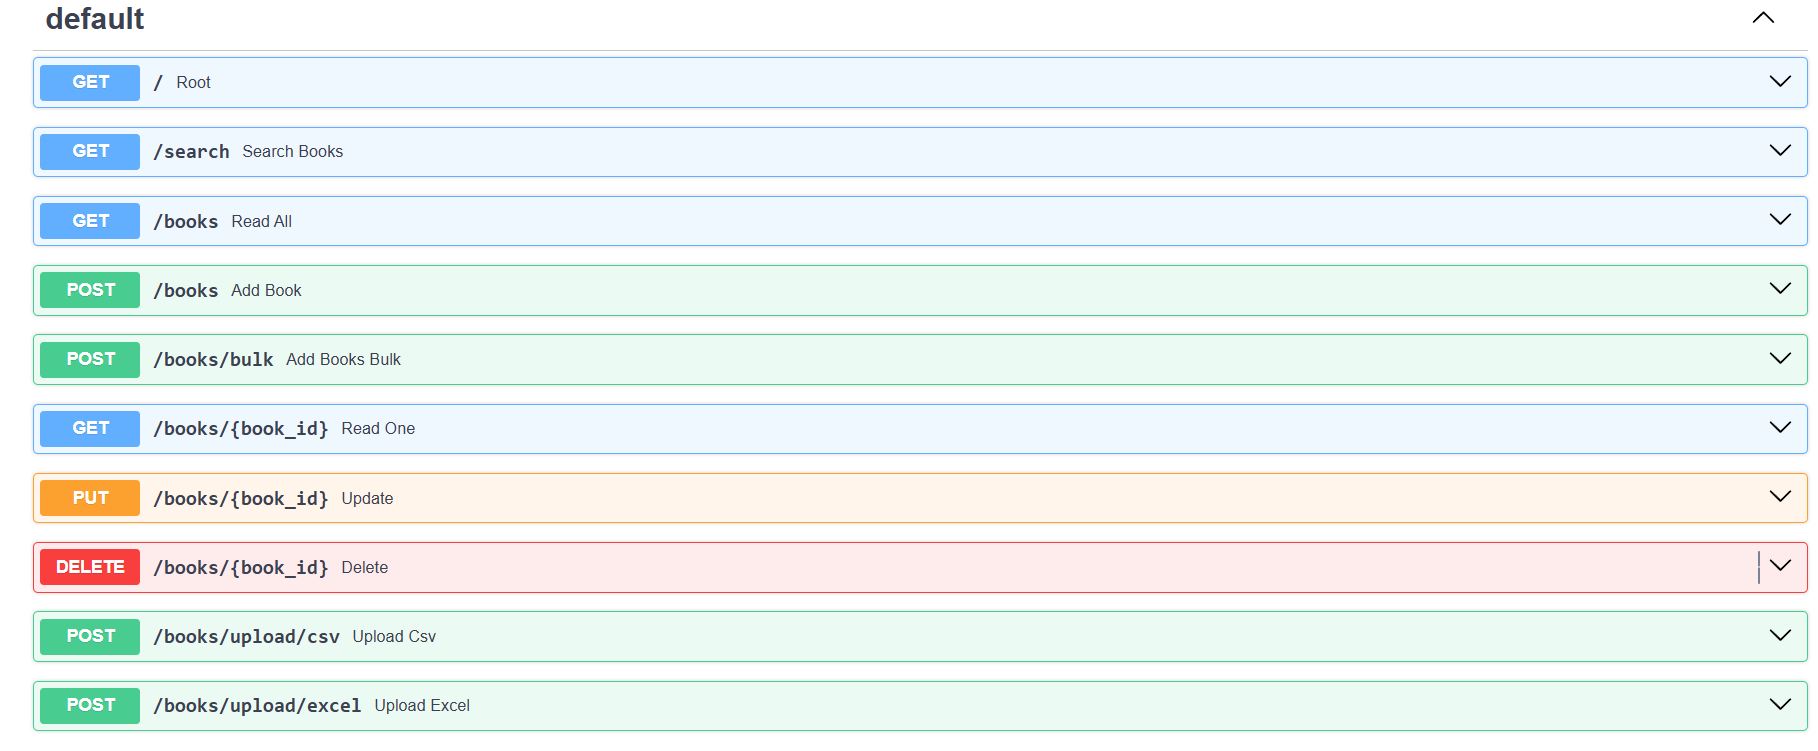 default
GET / Root
GET /search Search Books
GET /books Read All
POST /books Add Book
POST /books/bulk Add Books Bulk
GET /books/{book_id} Read One
PUT /books/{book_id} Update
DELETE /books/{book_id} Delete
POST /books/upload/csv Upload Csv
POST /books/upload/excel Upload Excel